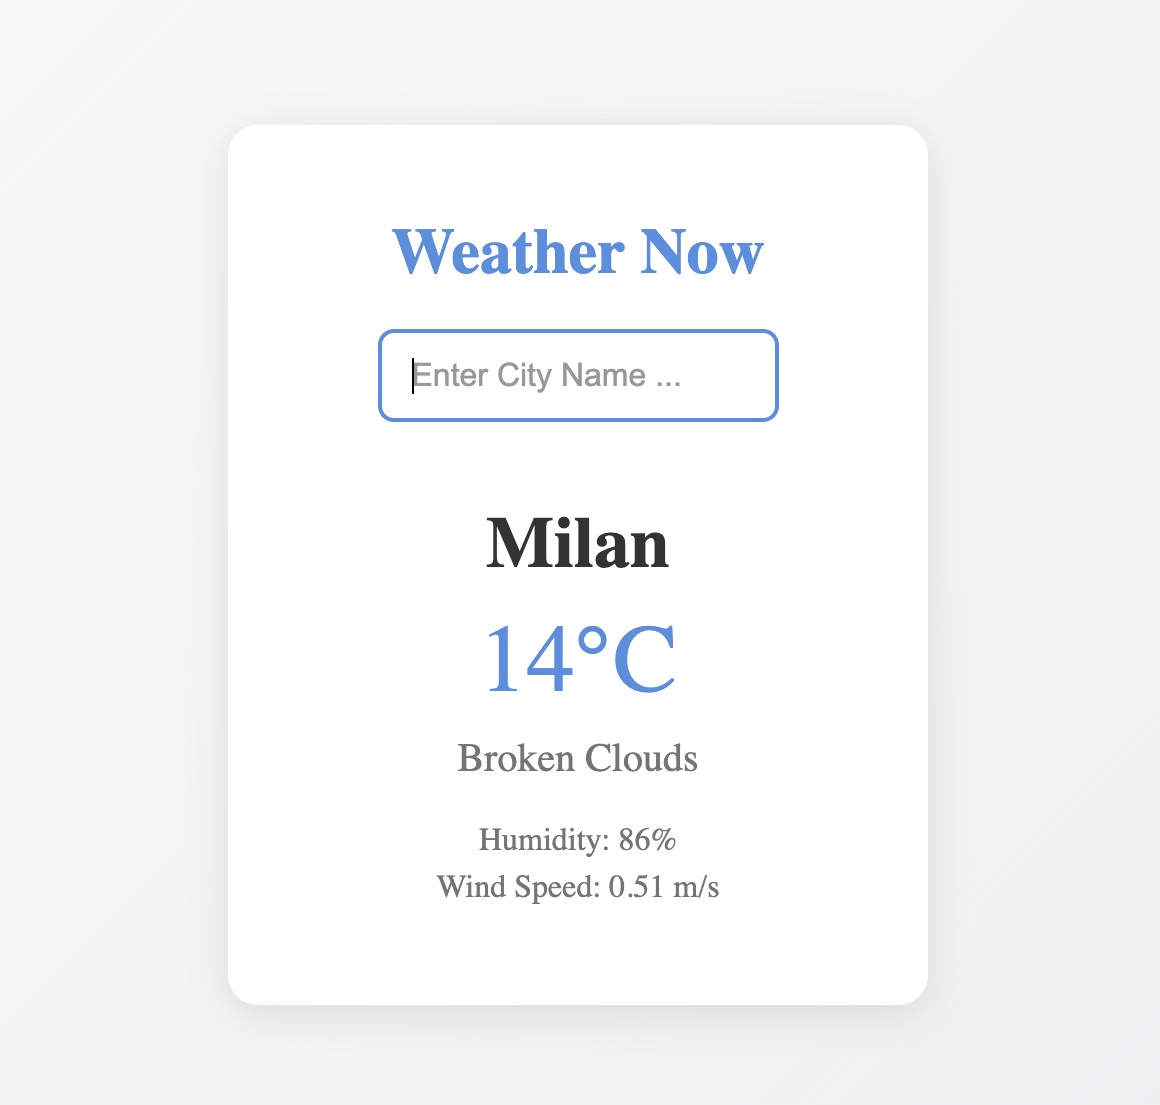 Weather Now
Enter City Name ...
Milan
14°C
Broken Clouds
Humidity: 86%
Wind Speed: 0.51 m/s